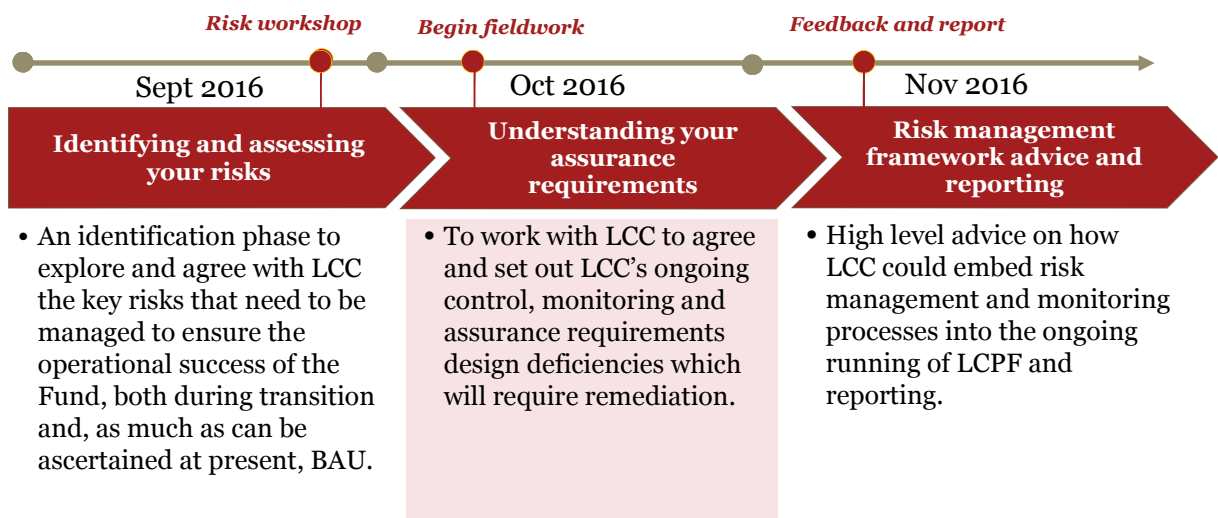 Risk workshop
Begin fieldwork
Feedback and report
Sept 2016
Oct 2016
Nov 2016
Identifying and assessing
your risks
Understanding your
assurance
requirements
Risk management
framework advice and
reporting
• An identification phase to
explore and agree with LCC
the key risks that need to be
managed to ensure the
operational success of the
Fund, both during transition
and, as much as can be
ascertained at present, BAU.
• To work with LCC to agree
and set out LCC's ongoing
control, monitoring and
assurance requirements
design deficiencies which
will require remediation.
• High level advice on how
LCC could embed risk
management and monitoring
processes into the ongoing
running of LCPF and
reporting.